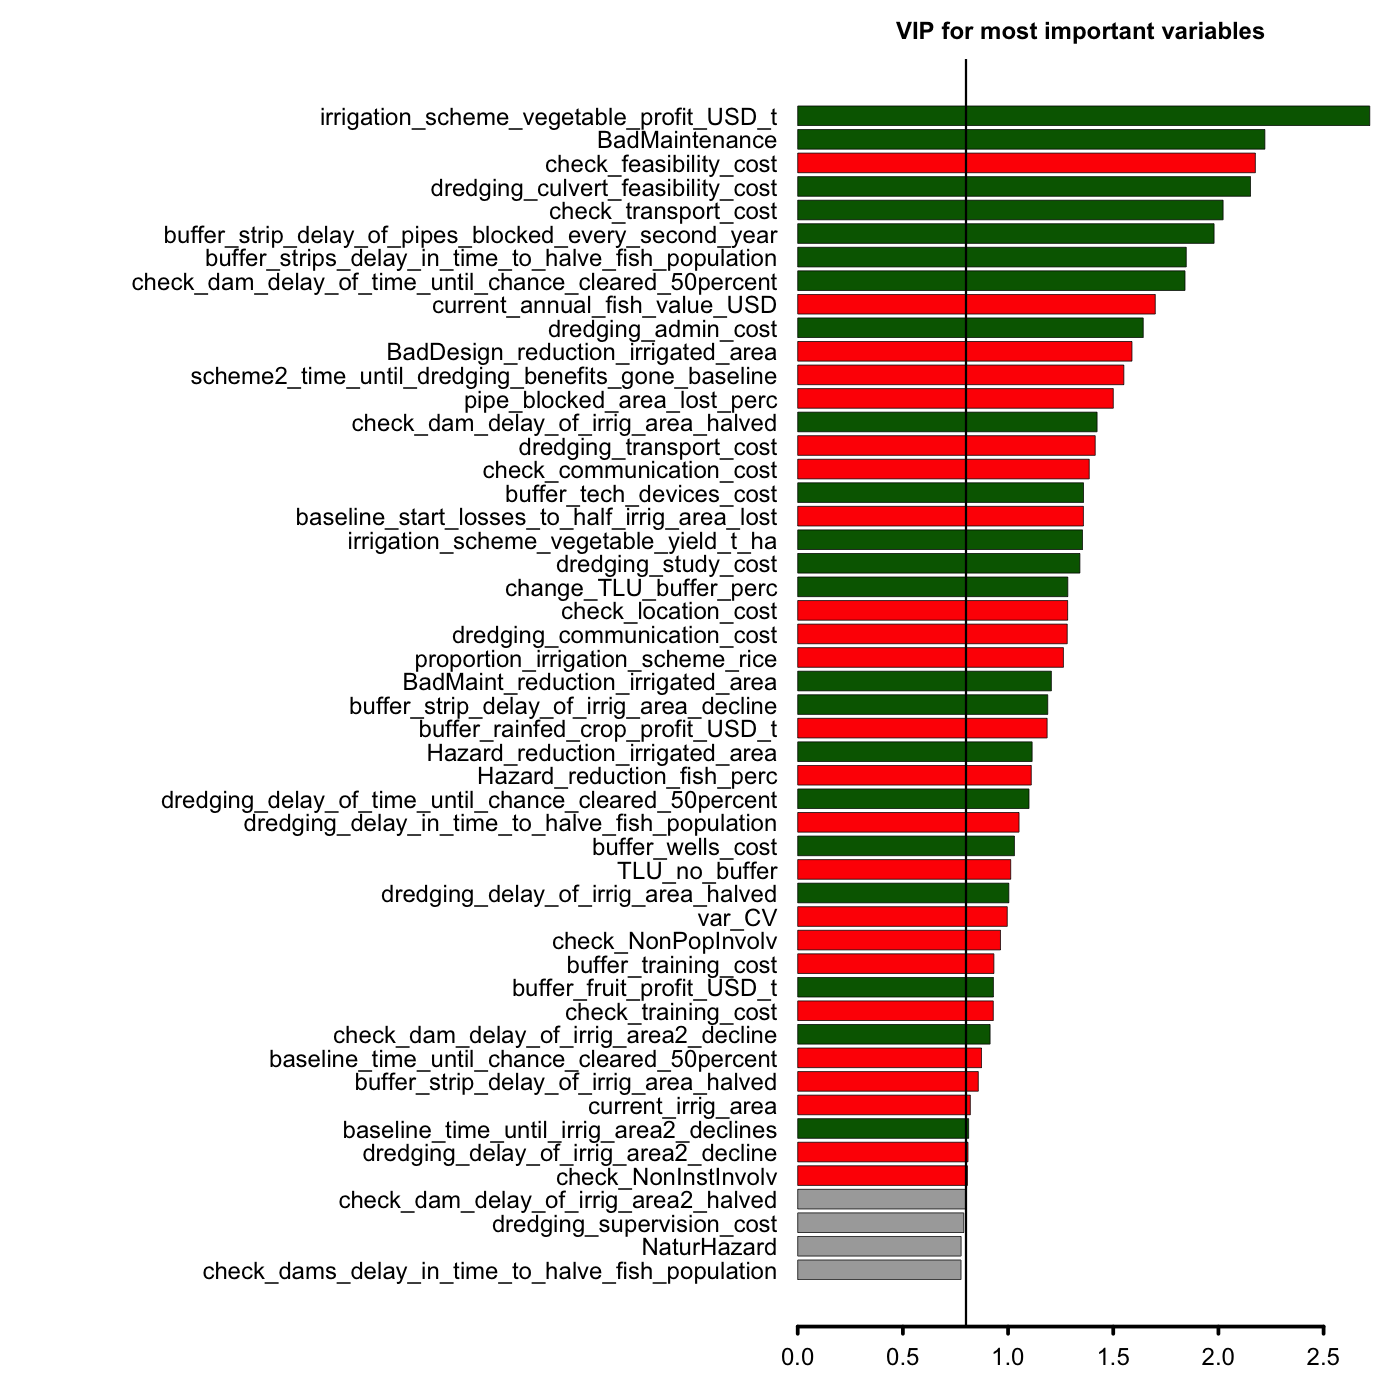 VIP for most important variables
irrigation_scheme_vegetable_profit_USD_t
BadMaintenance
check_feasibility_cost
dredging_culvert_feasibility_cost
check_transport_cost
buffer_strip_delay_of_pipes_blocked_every_second_year
buffer_strips_delay_in_time_to_halve_fish_population
check_dam_delay_of_time_until_chance_cleared_50percent
current_annual_fish_value_USD
dredging_admin_cost
BadDesign_reduction_irrigated_area
scheme2_time_until_dredging_benefits_gone_baseline
pipe_blocked_area_lost_perc
check_dam_delay_of_irrig_area_halved
dredging_transport_cost
check_communication_cost
buffer_tech_devices_cost
baseline_start_losses_to_half_irrig_area_lost
irrigation_scheme_vegetable_yield_t_ha
dredging_study_cost
change_TLU_buffer_perc
check_location_cost
dredging_communication_cost
proportion_irrigation_scheme_rice
BadMaint_reduction_irrigated_area
buffer_strip_delay_of_irrig_area_decline
buffer_rainfed_crop_profit_USD_t
Hazard_reduction_irrigated_area
Hazard_reduction_fish_perc
dredging_delay_of_time_until_chance_cleared_50percent
dredging_delay_in_time_to_halve_fish_population
buffer_wells_cost
TLU_no_buffer
dredging_delay_of_irrig_area_halved
var_CV
check_NonPopInvolv
buffer_training_cost
buffer_fruit_profit_USD_t
check_training_cost
check_dam_delay_of_irrig_area2_decline
baseline_time_until_chance_cleared_50percent
buffer_strip_delay_of_irrig_area_halved
current_irrig_area
baseline_time_until_irrig_area2_declines
dredging_delay_of_irrig_area2_decline
check_NonInstInvolv
check_dam_delay_of_irrig_area2_halved
dredging_supervision_cost
NaturHazard
check_dams_delay_in_time_to_halve_fish_population
0.0 0.5 1.0 1.5 2.0 2.5